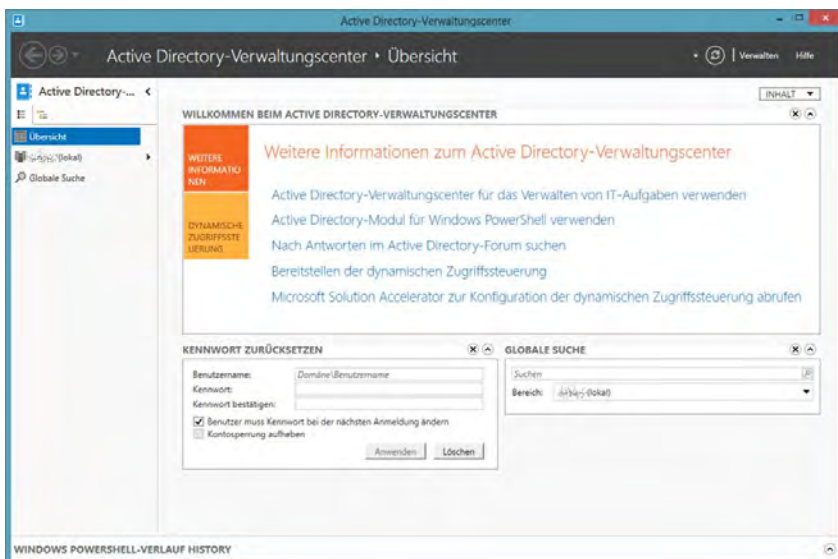 Active Directory-Verwaltungscenter
Active Directory-Verwaltungscenter • Übersicht
Verwalten Hilfe
Active Directory-...
Übersicht
(lokal)
Globale Suche
INHALT
WILLKOMMEN BEIM ACTIVE DIRECTORY-VERWALTUNGSCENTER
WEITERE
INFORMATIO
NEN
DYNAMISCHE
ZUGRIFFSSTE
UERUNG
Weitere Informationen zum Active Directory-Verwaltungscenter
Active Directory-Verwaltungscenter für das Verwalten von IT-Aufgaben verwenden
Active Directory-Modul für Windows PowerShell verwenden
Nach Antworten im Active Directory-Forum suchen
Bereitstellen der dynamischen Zugriffssteuerung
Microsoft Solution Accelerator zur Konfiguration der dynamischen Zugriffssteuerung abrufen
KENNWORT ZURÜCKSETZEN
Benutzername: Domäne\Benutzername
Kennwort:
Kennwort bestätigen:
Benutzer muss Kennwort bei der nächsten Anmeldung ändern
Kontosperrung aufheben
Anwenden Löschen
GLOBALE SUCHE
Suchen
Bereich: (lokal)
WINDOWS POWERSHELL-VERLAUF HISTORY